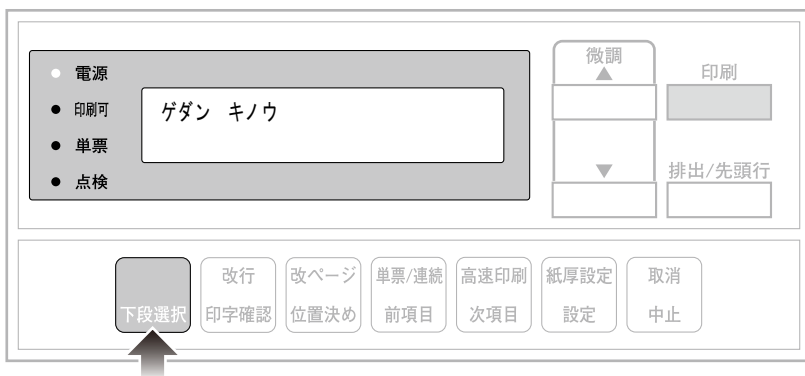 電源
印刷可
単票
点検
ゲダン キノウ
微調
▲
▼
印刷
排出/先頭行
下段選択
改行
印字確認
改ページ
位置決め
単票/連続
前項目
高速印刷
次項目
紙厚設定
設定
取消
中止